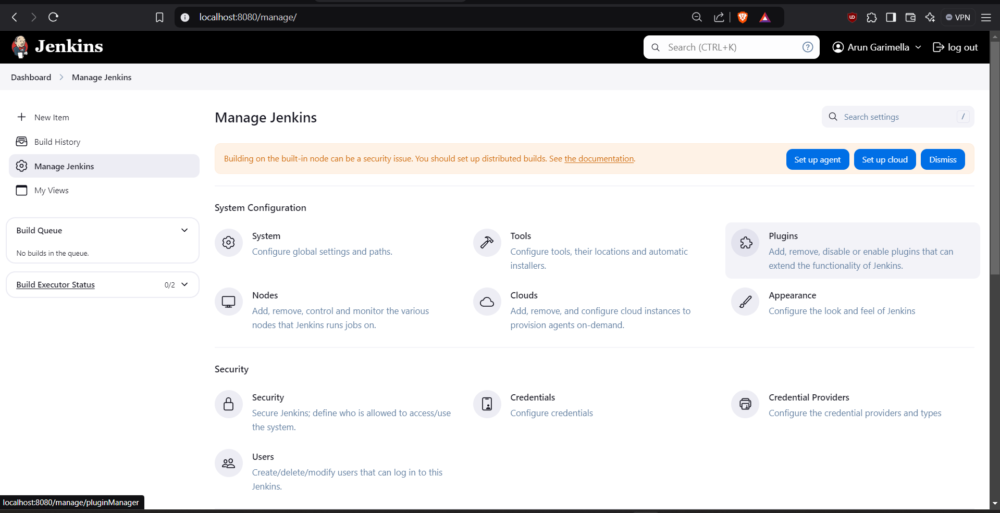 localhost:8080/manage/
VPN
Jenkins
Search (CTRL+K)
?
Arun Garimella
log out
Dashboard
Manage Jenkins
New Item
Build History
Manage Jenkins
My Views
Build Queue
No builds in the queue.
Build Executor Status
0/2
Manage Jenkins
Search settings
/
Building on the built-in node can be a security issue. You should set up distributed builds. See the documentation.
Set up agent
Set up cloud
Dismiss
System Configuration
System
Configure global settings and paths.
Tools
Configure tools, their locations and automatic
installers.
Plugins
Add, remove, disable or enable plugins that can
extend the functionality of Jenkins.
Nodes
Add, remove, control and monitor the various
nodes that Jenkins runs jobs on.
Clouds
Add, remove, and configure cloud instances to
provision agents on-demand.
Appearance
Configure the look and feel of Jenkins
Security
Security
Secure Jenkins; define who is allowed to access/use
the system.
Credentials
Configure credentials
Credential Providers
Configure the credential providers and types
Users
Create/delete/modify users that can log in to this
Jenkins.
localhost:8080/manage/pluginManager